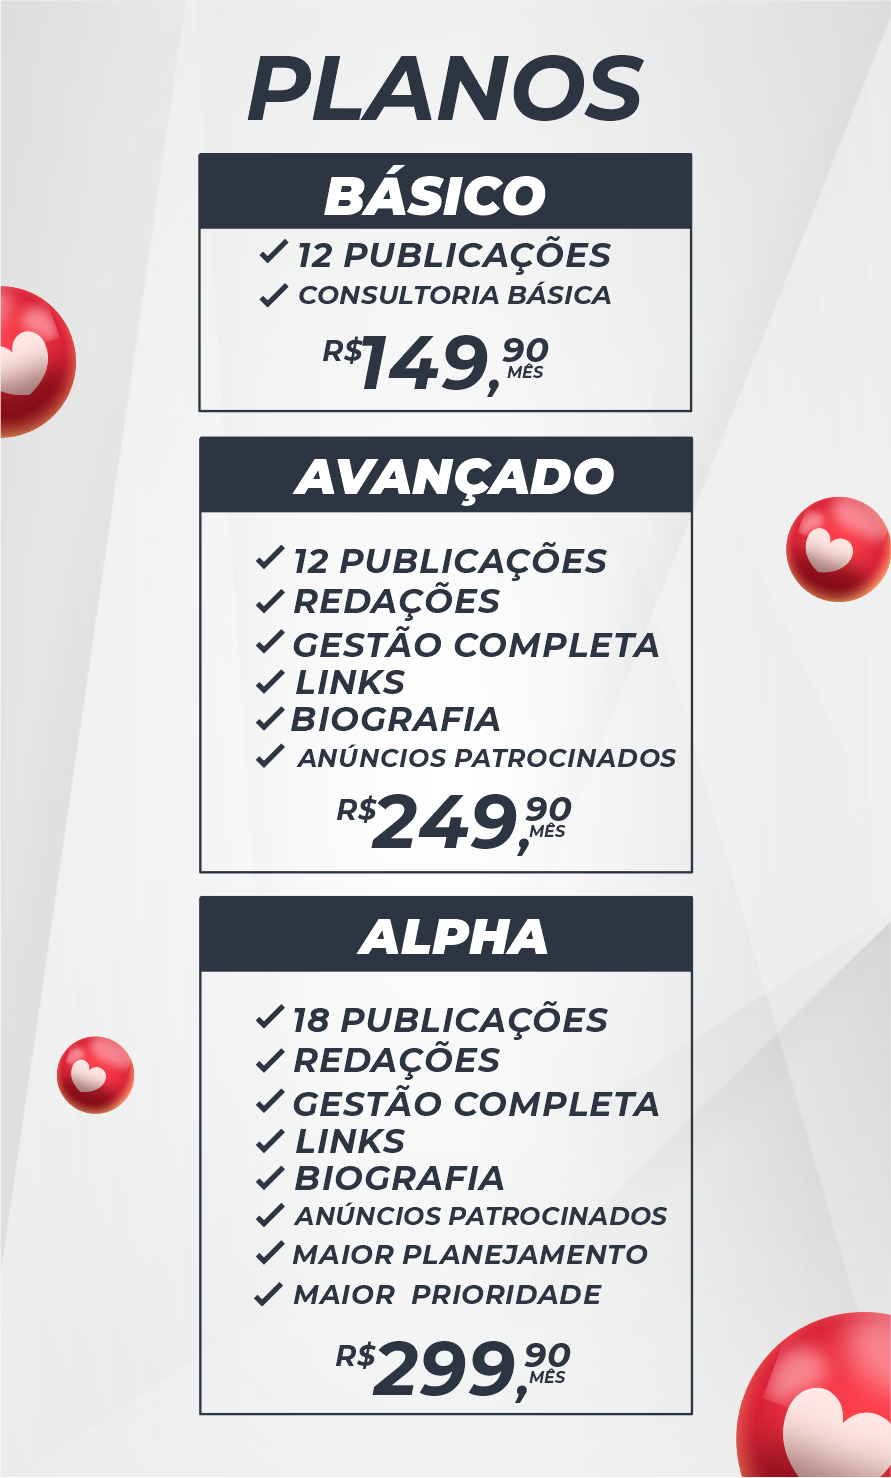 PLANOS
BÁSICO
12 PUBLICAÇÕES
CONSULTORIA BÁSICA
R$149,90
MÊS
AVANÇADO
12 PUBLICAÇÕES
REDAÇÕES
GESTÃO COMPLETA
LINKS
BIOGRAFIA
ANÚNCIOS PATROCINADOS
R$249,90
MÊS
ALPHA
18 PUBLICAÇÕES
REDAÇÕES
GESTÃO COMPLETA
LINKS
BIOGRAFIA
ANÚNCIOS PATROCINADOS
MAIOR PLANEJAMENTO
MAIOR PRIORIDADE
R$299,90
MÊS